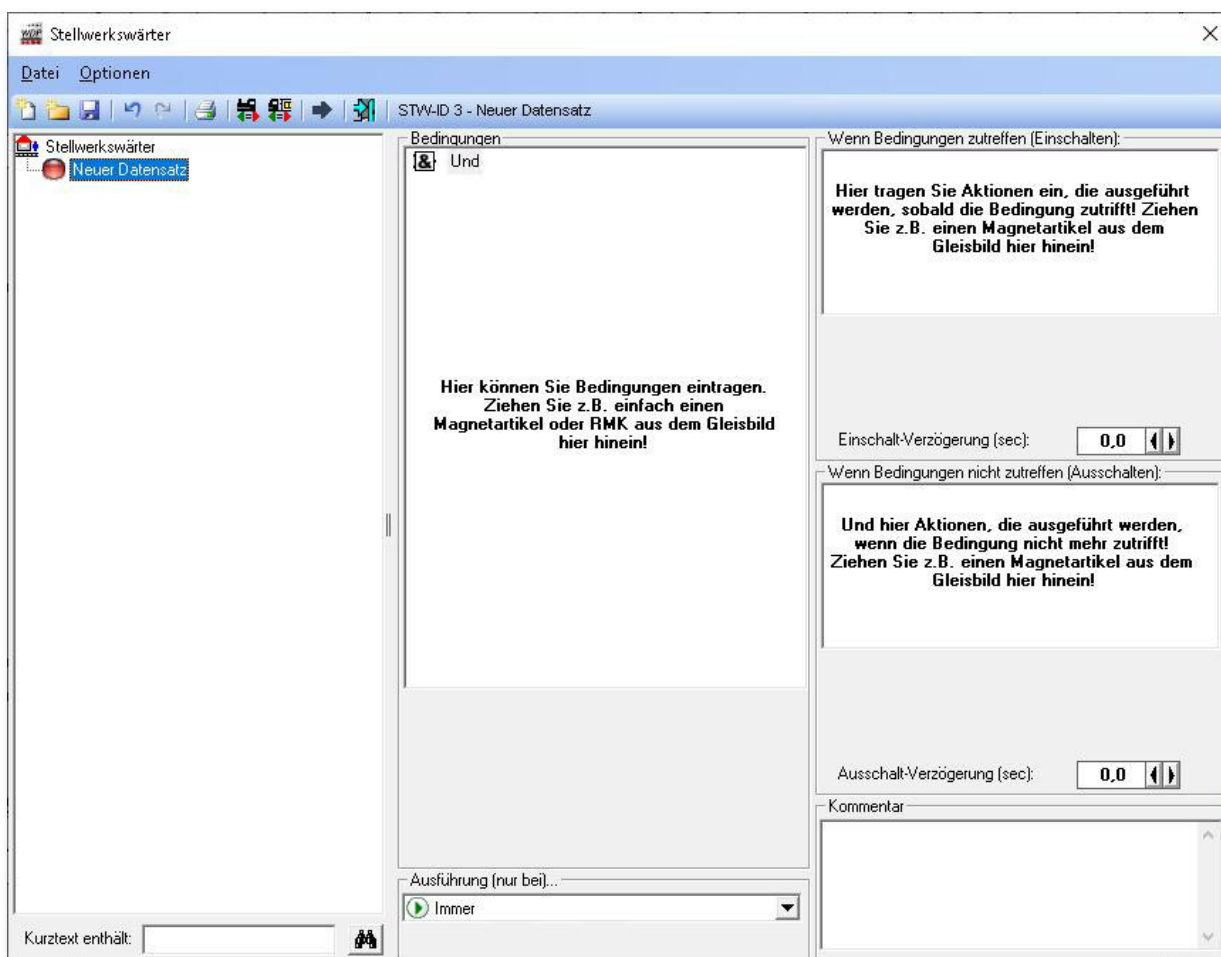 Stellwerkswärter
Datei Optionen
STW-ID 3 - Neuer Datensatz
Stellwerkswärter
Neuer Datensatz
Kurztext enthält:
Bedingungen
& Und
Hier können Sie Bedingungen eintragen.
Ziehen Sie z.B. einfach einen
Magnetartikel oder RMK aus dem Gleisbild
hier hinein!
Ausführung (nur bei)...
Immer
Wenn Bedingungen zutreffen (Einschalten):
Hier tragen Sie Aktionen ein, die ausgeführt
werden, sobald die Bedingung zutrifft! Ziehen
Sie z.B. einen Magnetartikel aus dem
Gleisbild hier hinein!
Einschalt-Verzögerung (sec): 0,0
Wenn Bedingungen nicht zutreffen (Ausschalten):
Und hier Aktionen, die ausgeführt werden,
wenn die Bedingung nicht mehr zutrifft!
Ziehen Sie z.B. einen Magnetartikel aus dem
Gleisbild hier hinein!
Ausschalt-Verzögerung (sec): 0,0
Kommentar